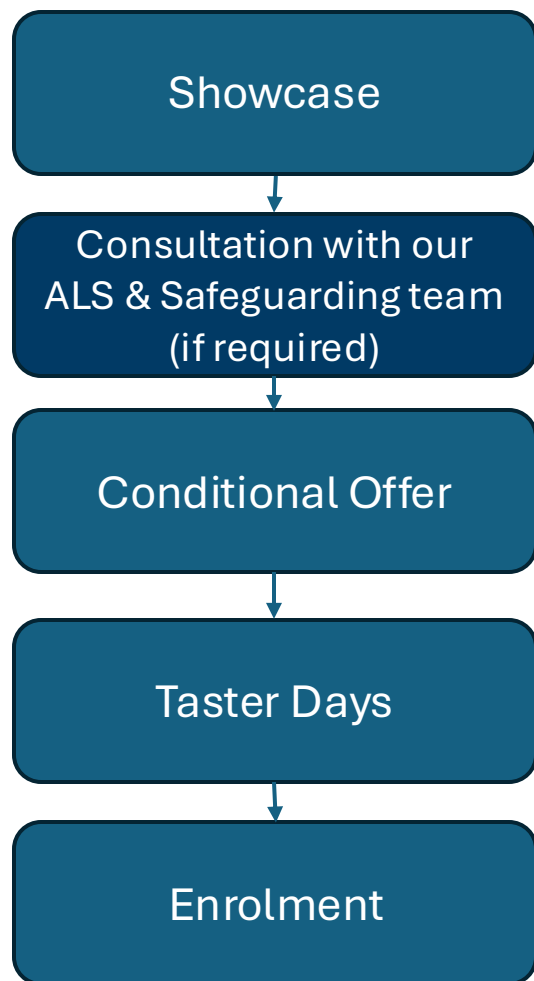 Showcase
Consultation with our
ALS & Safeguarding team
(if required)
Conditional Offer
Taster Days
Enrolment